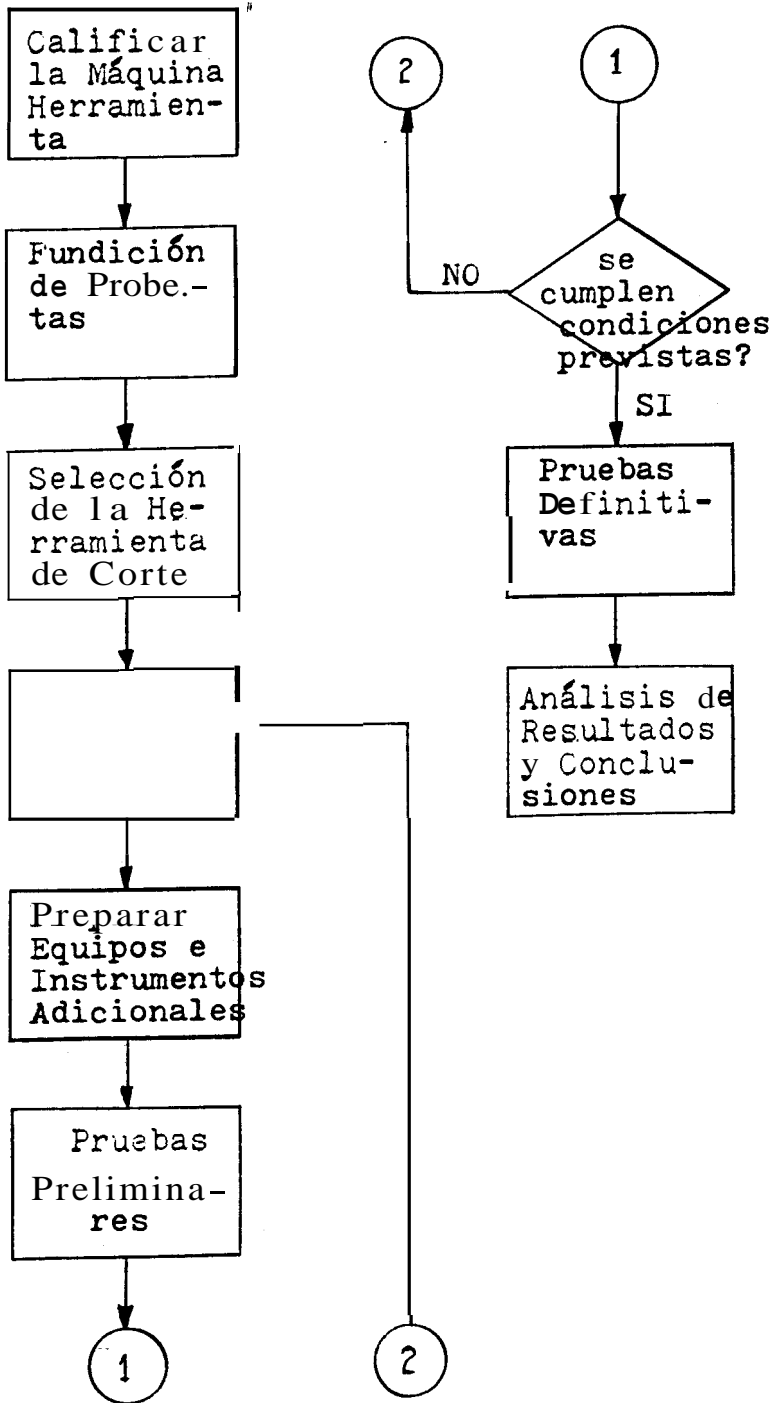 Calificar
la Máquina
Herramien-
ta
Fundición
de Probe.-
tas
Selección
de la He-
rramienta
de Corte
Preparar
Equipos e
Instrumentos
Adicionales
Pruebas
Prelimina-
res
1
2
2
1
NO
se
cumplen
condiciones
previstas?
SI
Pruebas
Definiti-
vas
Análisis de
Resultados
y Conclu-
siones